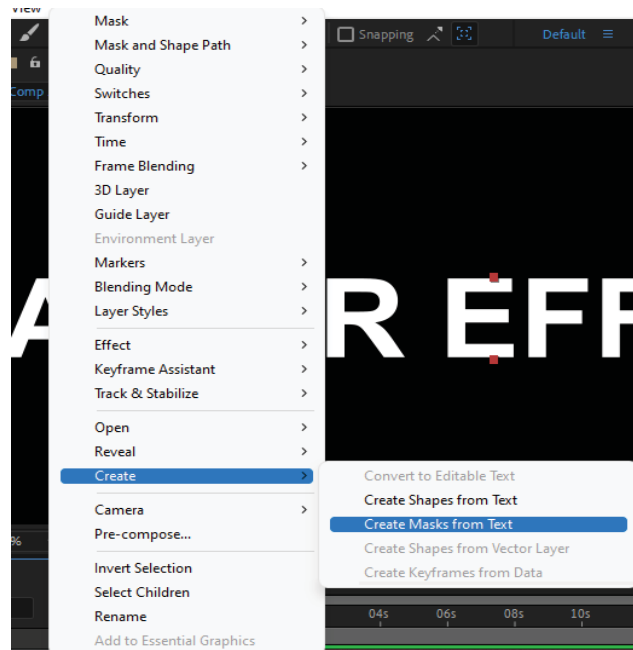 View
Mask
Snapping
Default
Mask and Shape Path
Quality
Comp
Switches
Transform
Time
Frame Blending
3D Layer
Guide Layer
Environment Layer
Markers
Blending Mode
Layer Styles
A R EFF
Effect
Keyframe Assistant
Track & Stabilize
Open
Reveal
Create
Convert to Editable Text
Create Shapes from Text
Create Masks from Text
Create Shapes from Vector Layer
Create Keyframes from Data
Camera
Pre-compose...
%
Invert Selection
Select Children
Rename
04s 06s 08s 10s
Add to Essential Graphics